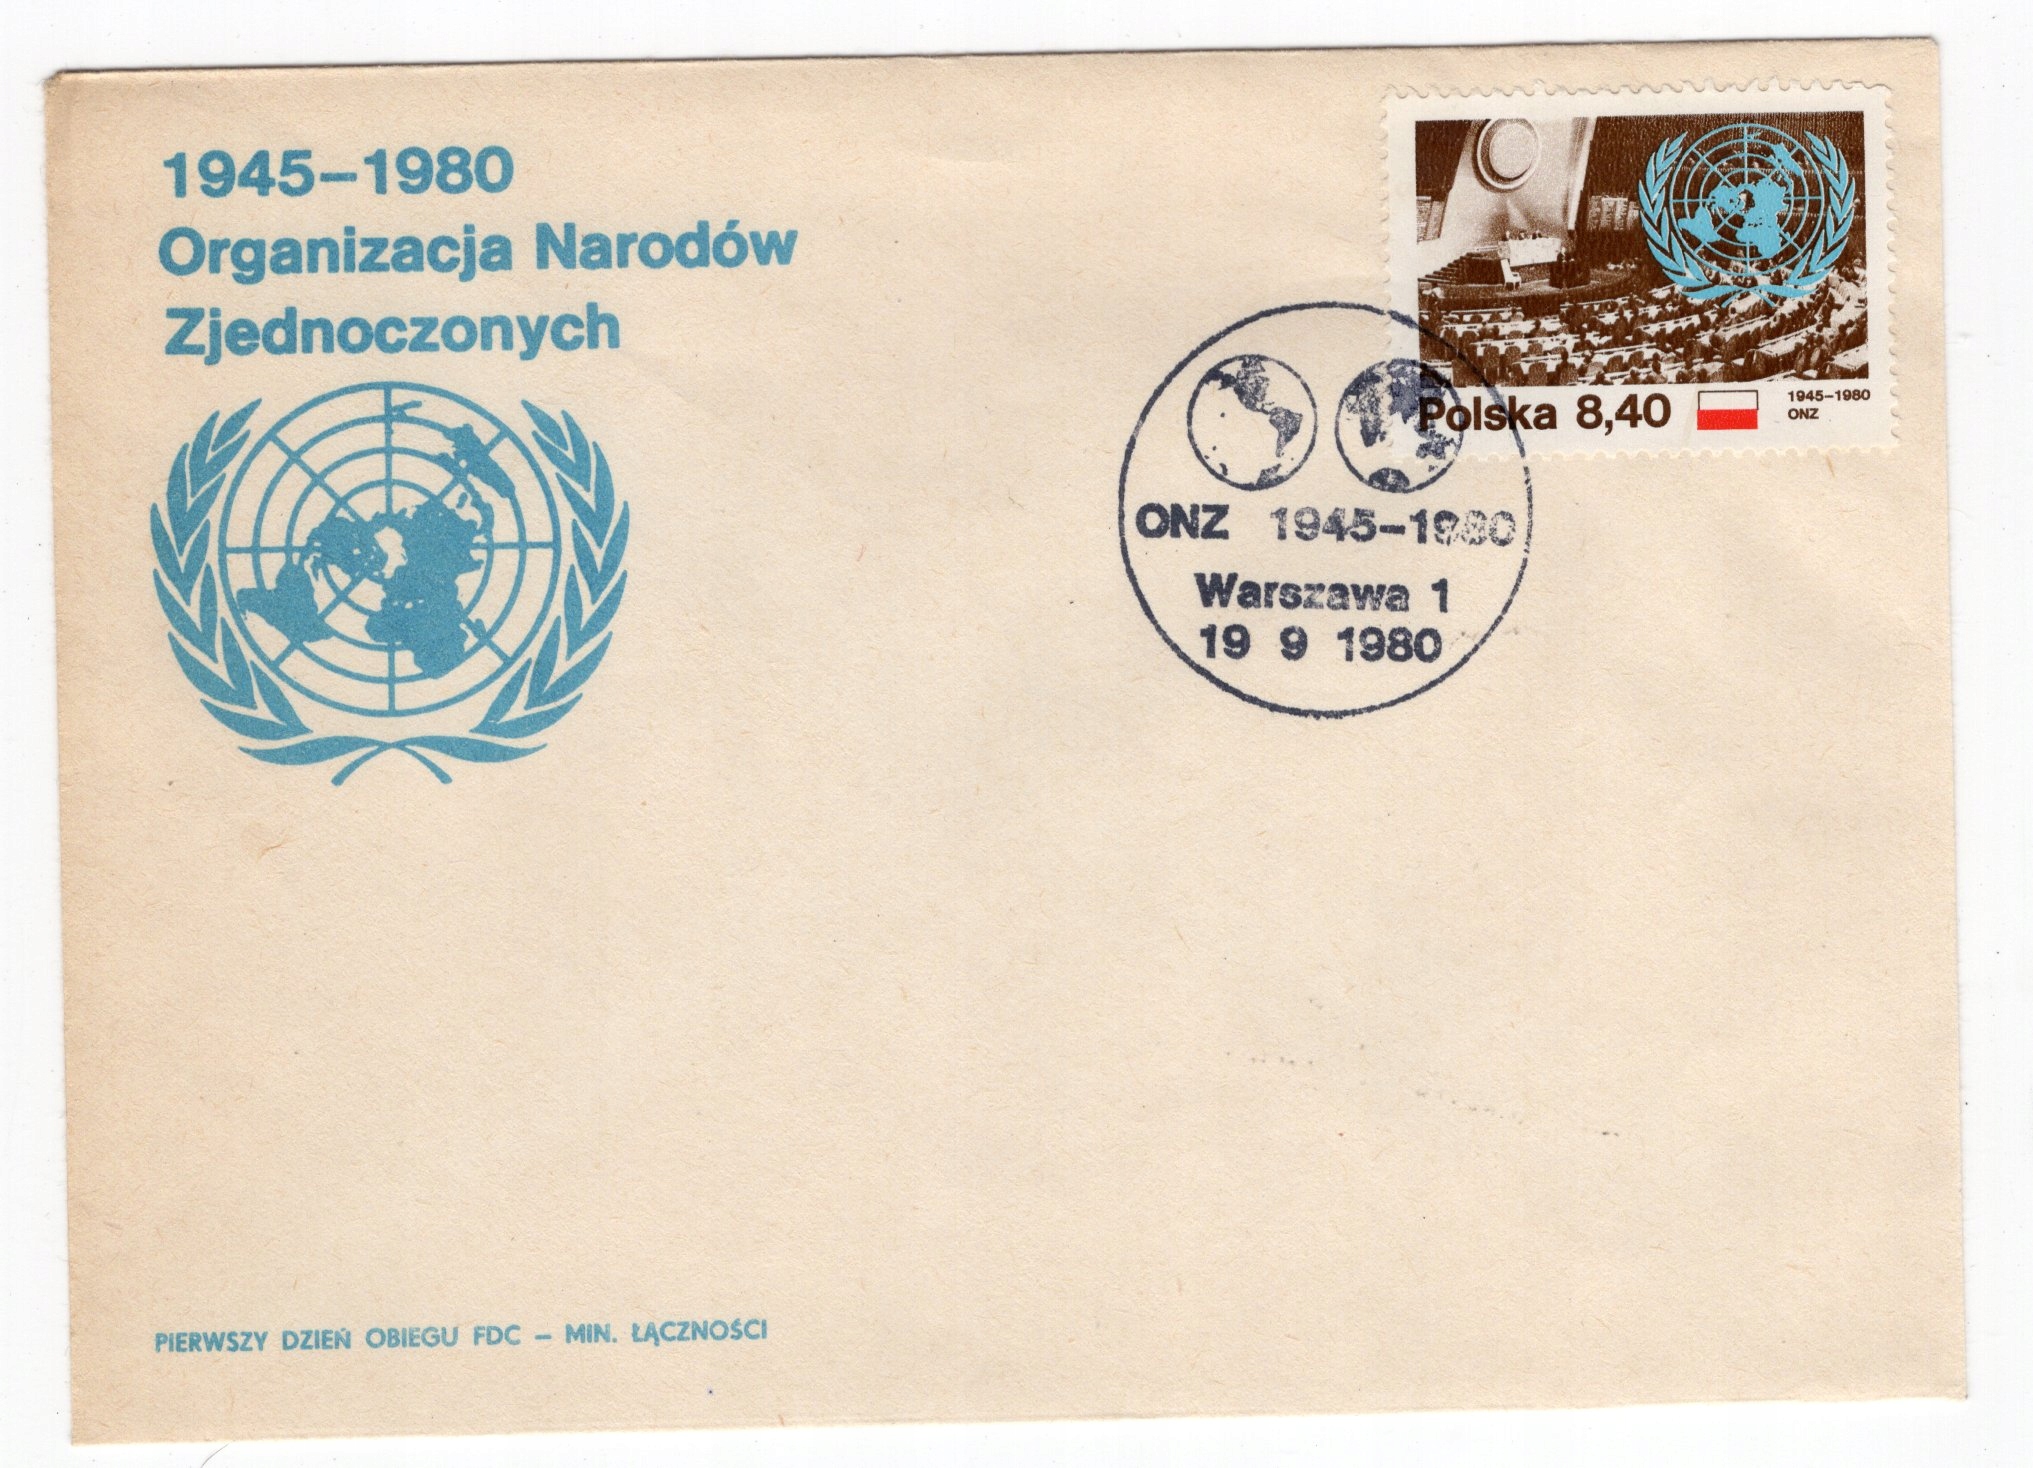 1945–1980
Organizacja Narodów
Zjednoczonych
Polska 8,40
1945–1980
ONZ
ONZ 1945–1980
Warszawa 1
19 9 1980
PIERWSZY DZIEŃ OBIEGU FDC – MIN. ŁĄCZNOŚCI